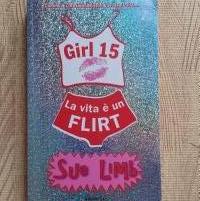 Girl 15
La vita è un
FLIRT
SUE LIMB